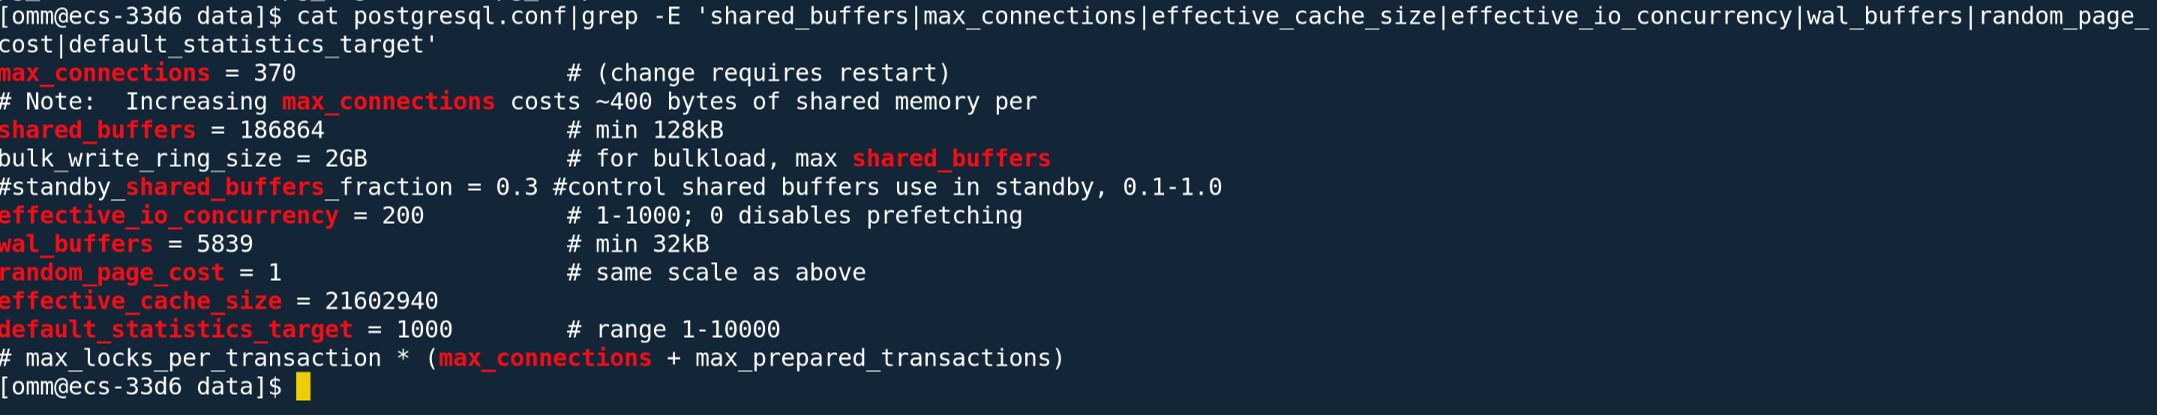 [omm@ecs-33d6 data]$ cat postgresql.conf|grep -E 'shared_buffers|max_connections|effective_cache_size|effective_io_concurrency|wal_buffers|random_page_
cost|default_statistics_target'
max_connections = 370                   # (change requires restart)
# Note:  Increasing max_connections costs ~400 bytes of shared memory per
shared_buffers = 186864                 # min 128kB
bulk_write_ring_size = 2GB              # for bulkload, max shared_buffers
#standby_shared_buffers_fraction = 0.3 #control shared buffers use in standby, 0.1-1.0
effective_io_concurrency = 200          # 1-1000; 0 disables prefetching
wal_buffers = 5839                      # min 32kB
random_page_cost = 1                    # same scale as above
effective_cache_size = 21602940
default_statistics_target = 1000        # range 1-10000
# max_locks_per_transaction * (max_connections + max_prepared_transactions)
[omm@ecs-33d6 data]$